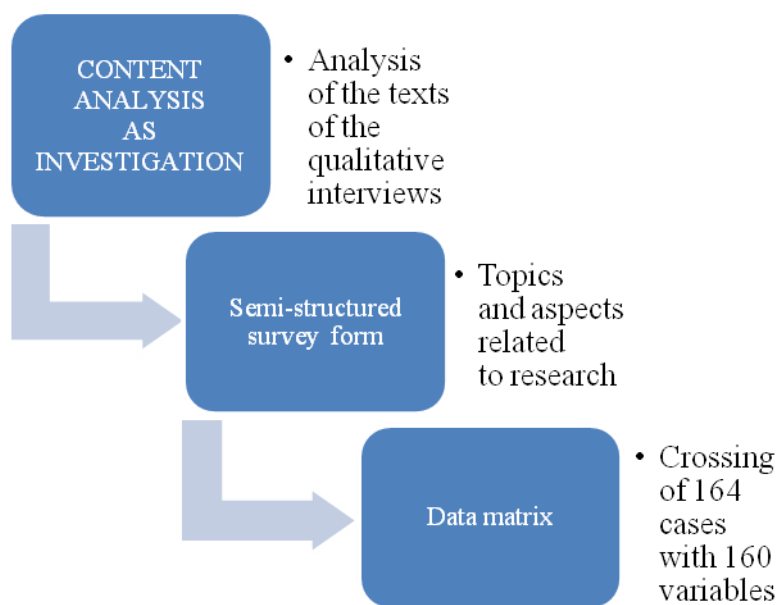 CONTENT
ANALYSIS
AS
INVESTIGATION
• Analysis
of the texts
of the
qualitative
interviews
Semi-structured
survey form
• Topics
and aspects
related
to research
Data matrix
• Crossing
of 164
cases
with 160
variables